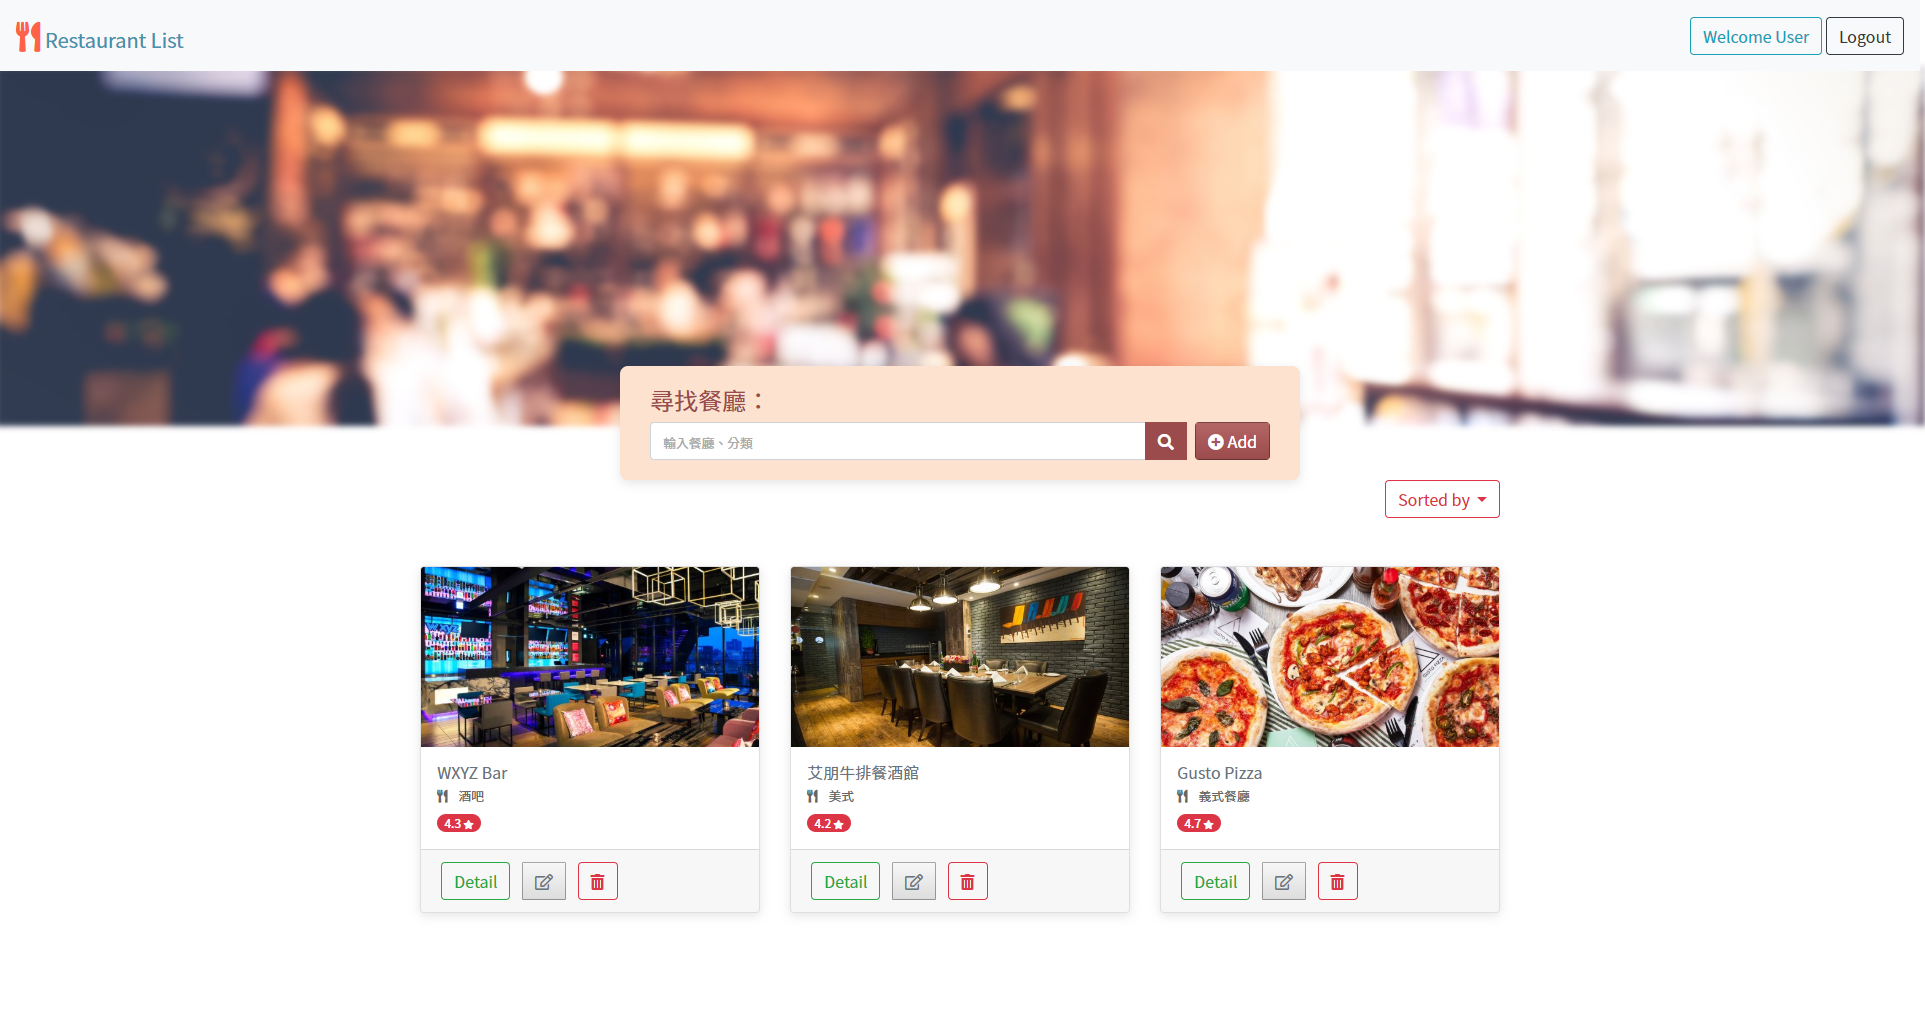 Restaurant List
Welcome User
Logout
尋找餐廳：
輸入餐廳、分類
Add
Sorted by
WXYZ Bar
酒吧
4.3
Detail
艾朋牛排餐酒館
美式
4.2
Detail
Gusto Pizza
義式餐廳
4.7
Detail